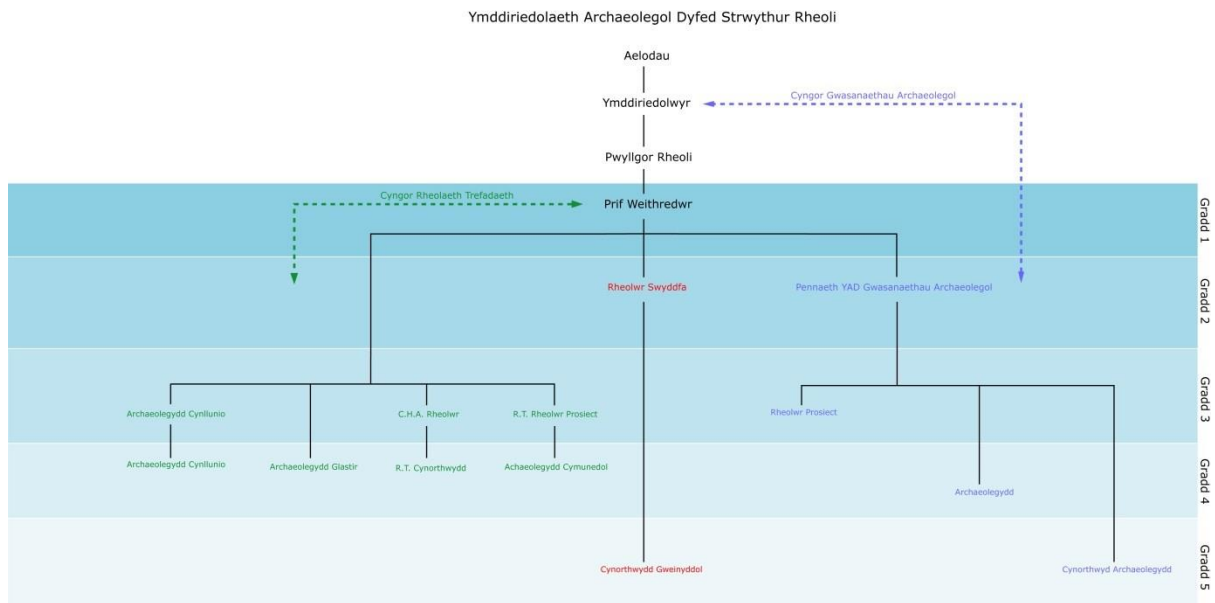 Ymddiriedolaeth Archaeolegol Dyfed Strwythur Rheoli
Aelodau
Cyngor Gwasanaethau Archaeolegol
Ymddiriedolwyr
Pwyllgor Rheoli
Cyngor Rheolaeth Trefadaeth
Prif Weithredwr
Gradd 1
Rheolwr Swyddfa
Pennaeth YAD Gwasanaethau Archaeolegol
Gradd 2
Archaeolegydd Cynllunio
C.H.A. Rheolwr
R.T. Rheolwr Prosiect
Rheolwr Prosiect
Gradd 3
Archaeolegydd Cynllunio
Archaeolegydd Glastir
R.T. Cynorthwydd
Achaeolegydd Cymunedol
Archaeolegydd
Gradd 4
Cynorthwydd Gweinyddol
Cynorthwyd Archaeolegydd
Gradd 5